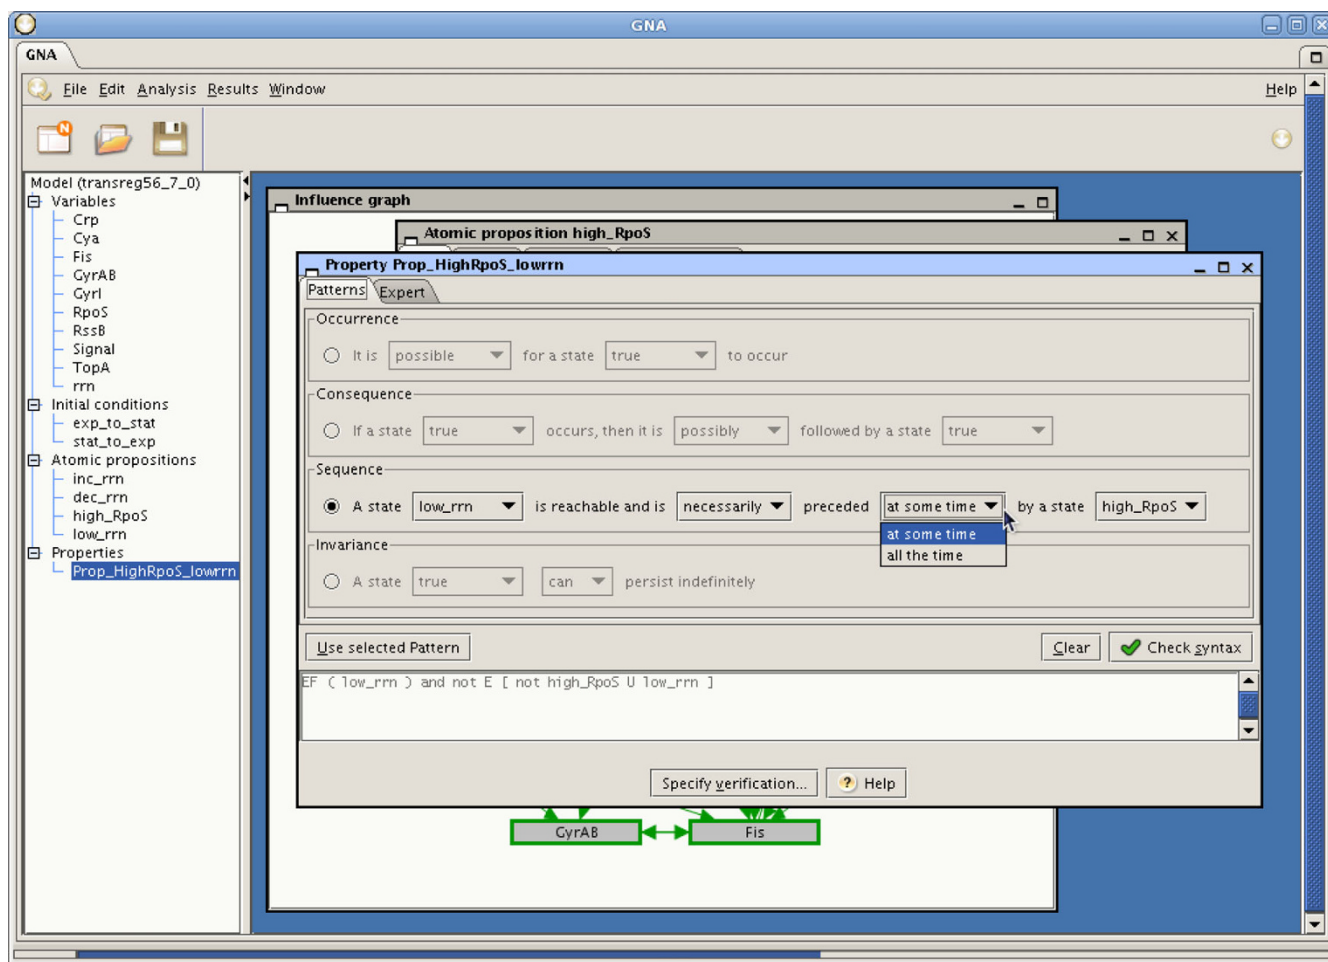 GNA
GNA
File Edit Analysis Results Window Help
N
Model (transreg56_7_0)
Variables
Crp
Cya
Fis
GyrAB
GyrI
RpoS
RssB
Signal
TopA
rrn
Initial conditions
exp_to_stat
stat_to_exp
Atomic propositions
inc_rrn
dec_rrn
high_RpoS
low_rrn
Properties
Prop_HighRpoS_lowrrn
Influence graph
Atomic proposition high_RpoS
Property Prop_HighRpoS_lowrrn
Patterns Expert
Occurrence
It is possible for a state true to occur
Consequence
If a state true occurs, then it is possibly followed by a state true
Sequence
A state low_rrn is reachable and is necessarily preceded at some time by a state high_RpoS
at some time
all the time
Invariance
A state true can persist indefinitely
Use selected Pattern Clear Check syntax
EF ( low_rrn ) and not E [ not high_RpoS U low_rrn ]
Specify verification... ? Help
GyrAB Fis